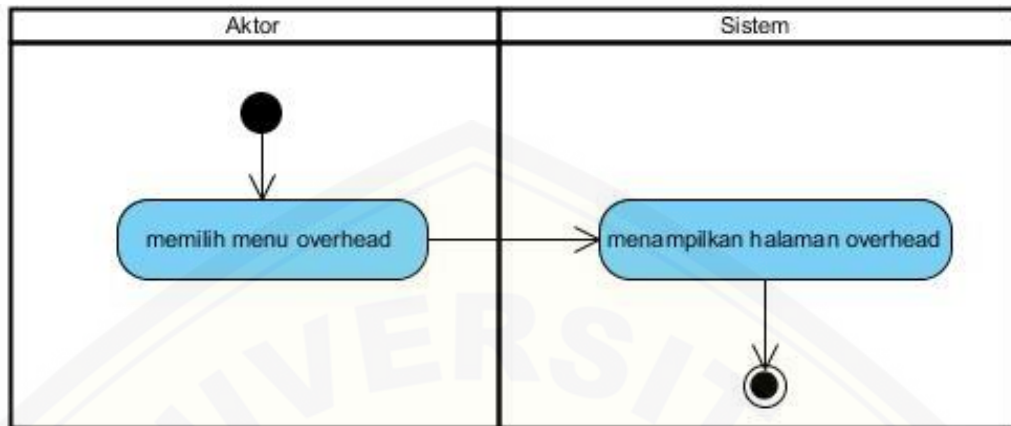 Aktor
Sistem
memilih menu overhead
menampilkan halaman overhead